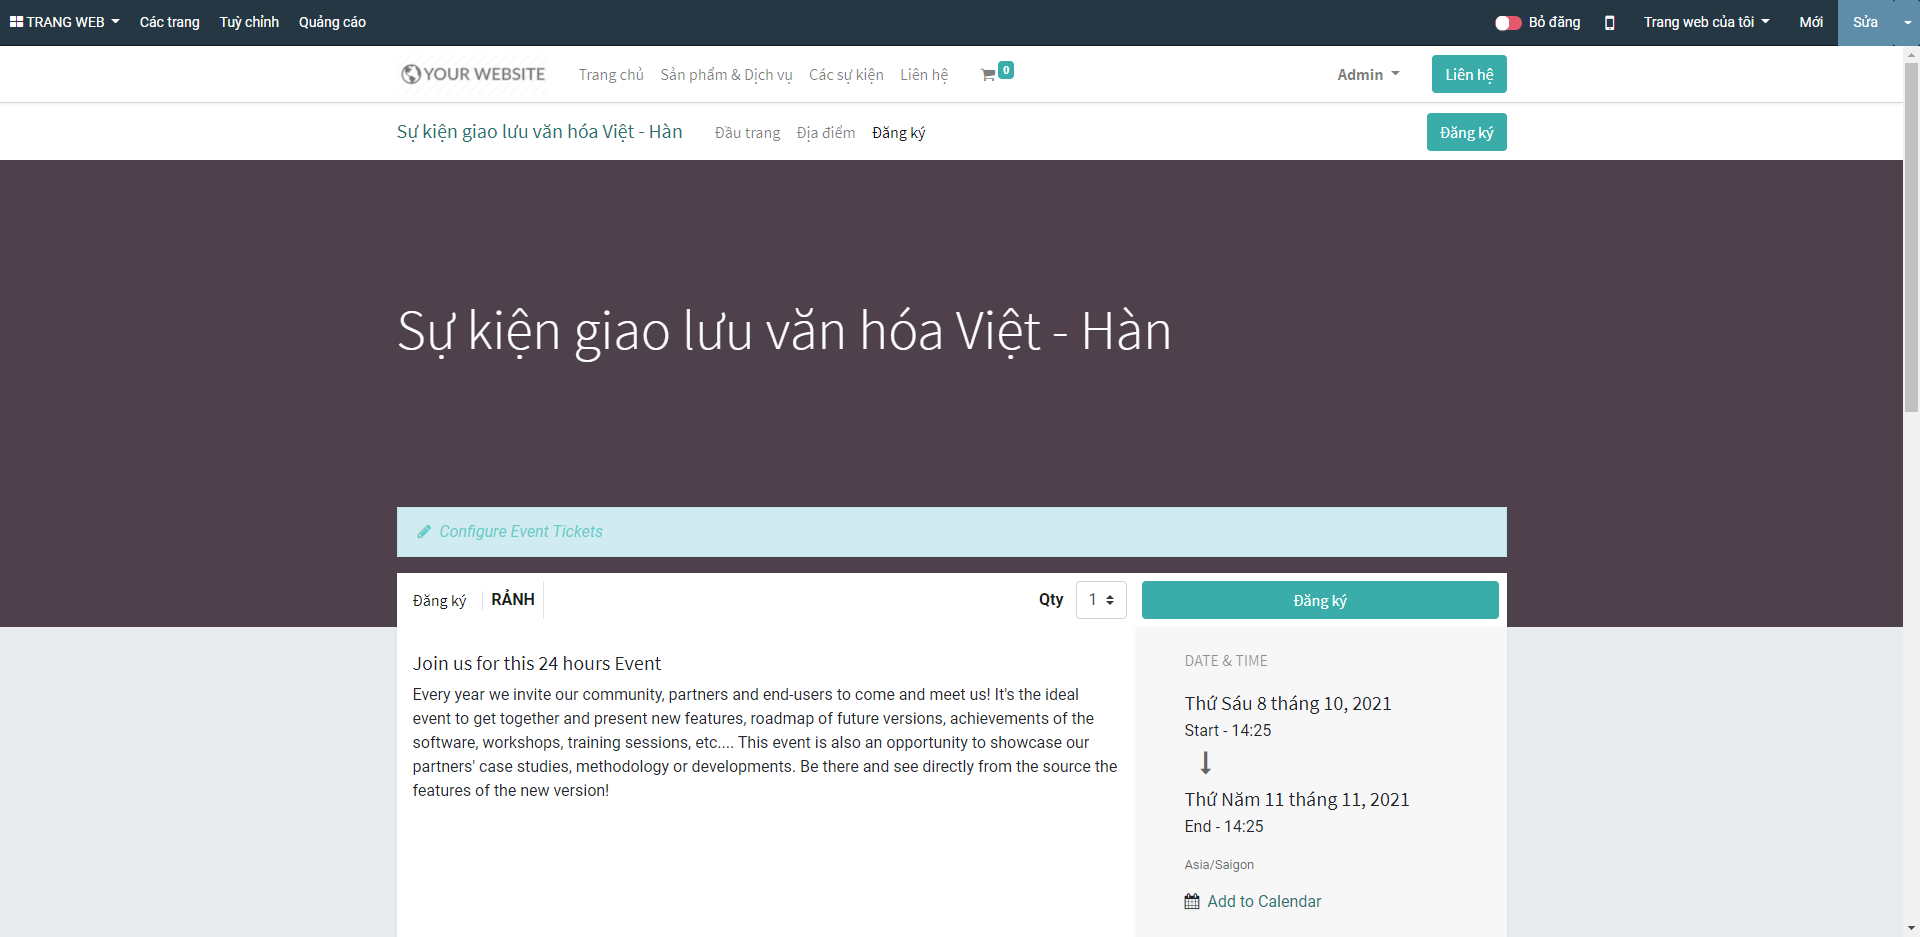 TRANG WEB Các trang Tuỳ chỉnh Quảng cáo Bỏ đăng Trang web của tôi Mới Sửa
YOUR WEBSITE Trang chủ Sản phẩm & Dịch vụ Các sự kiện Liên hệ 0 Admin Liên hệ
Sự kiện giao lưu văn hóa Việt - Hàn Đầu trang Địa điểm Đăng ký Đăng ký
Sự kiện giao lưu văn hóa Việt - Hàn
Configure Event Tickets
Đăng ký RẢNH Qty 1 Đăng ký
Join us for this 24 hours Event
Every year we invite our community, partners and end-users to come and meet us! It's the ideal
event to get together and present new features, roadmap of future versions, achievements of the
software, workshops, training sessions, etc.... This event is also an opportunity to showcase our
partners' case studies, methodology or developments. Be there and see directly from the source the
features of the new version!
DATE & TIME
Thứ Sáu 8 tháng 10, 2021
Start - 14:25
Thứ Năm 11 tháng 11, 2021
End - 14:25
Asia/Saigon
Add to Calendar